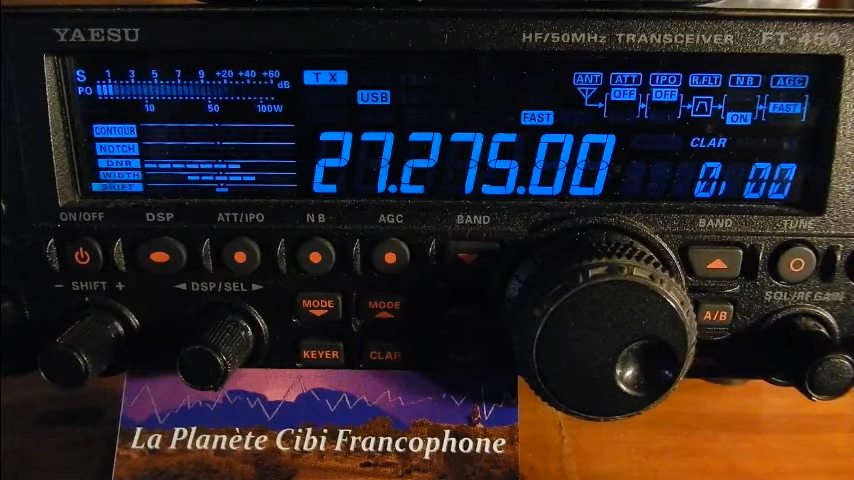 YAESU HF/50MHz TRANSCEIVER FT-450
S 1 3 5 7 9 +20 +40 +60 dB
PO 10 50 100W
TX
USB
FAST
ANT ATT IPO R.FLT NB AGC
OFF OFF ON FAST
CONTOUR
NOTCH
DNR
WIDTH
SHIFT
27.275.00
CLAR
0.00
ON/OFF DSP ATT/IPO NB AGC BAND BAND TUNE
− SHIFT + ◄ DSP/SEL ► SQL/RF GAIN
MODE MODE A/B
KEYER CLAR
La Planète Cibi Francophone